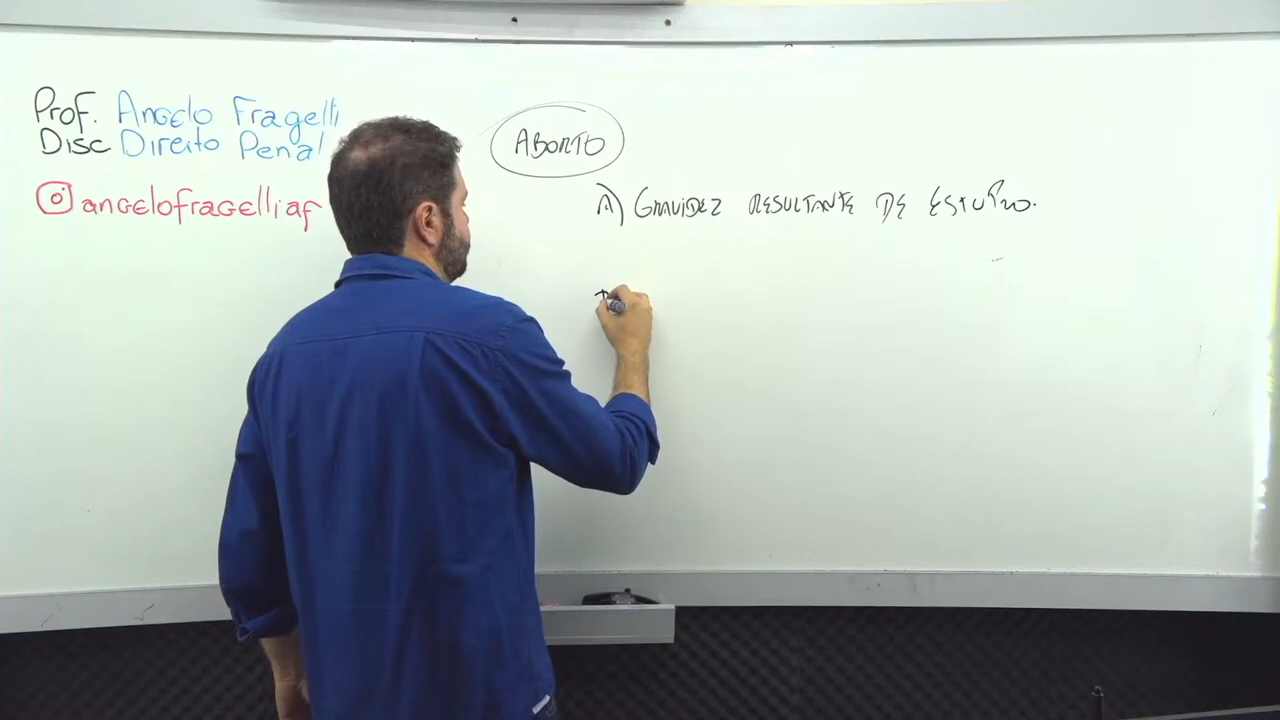 Prof. Angelo Fragelli
Disc Direito Penal
@angelofragelliaf
ABORTO
A) GRAVIDEZ RESULTANTE DE ESTUPRO.